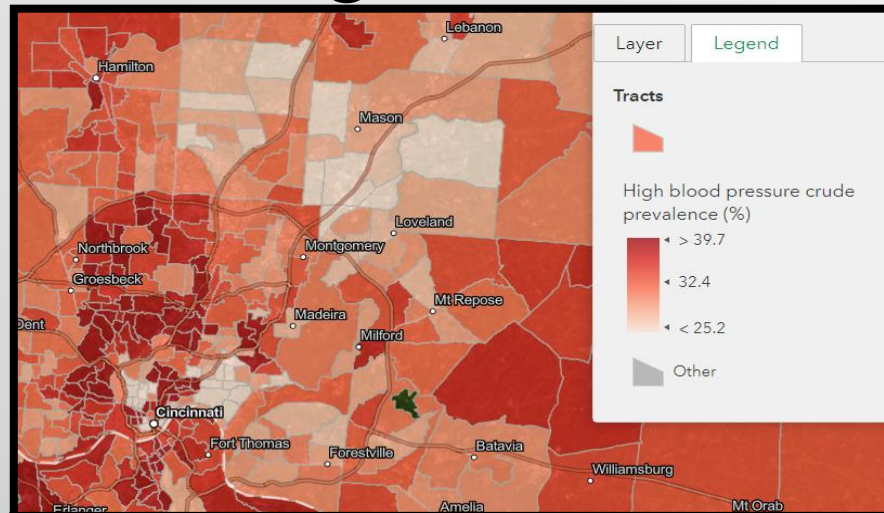 Lebanon
Hamilton
Mason
Loveland
Northbrook
Montgomery
Groesbeck
Mt Repose
Madeira
Dent
Milford
Cincinnati
Fort Thomas
Forestville
Batavia
Williamsburg
Erlanger
Amelia
Mt Orab
Layer
Legend
Tracts
High blood pressure crude
prevalence (%)
> 39.7
32.4
< 25.2
Other